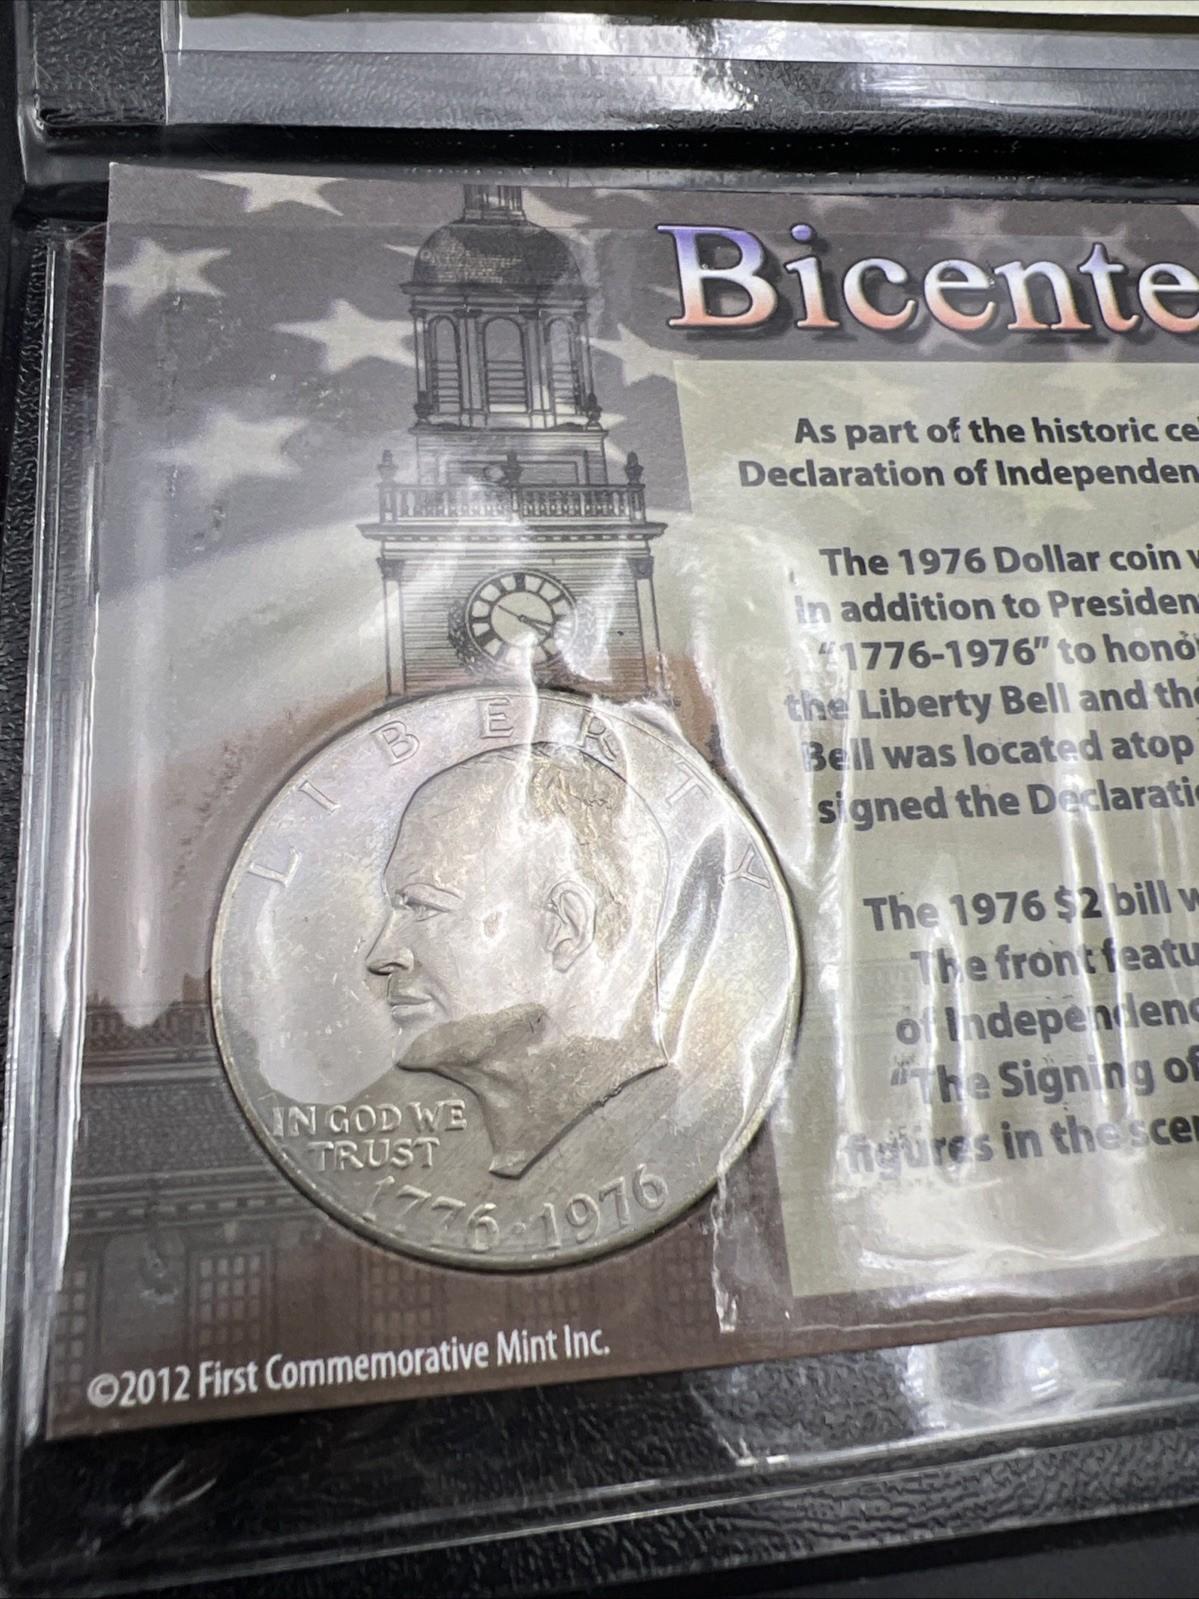 Bicente
As part of the historic ce
Declaration of Independen
The 1976 Dollar coin w
In addition to Presiden
"1776-1976" to hono
the Liberty Bell and th
Bell was located atop
signed the Declarati
The 1976 $2 bill w
The front featu
of Independenc
"The Signing of
figures in the scen
LIBERTY
IN GOD WE
TRUST
1776·1976
©2012 First Commemorative Mint Inc.